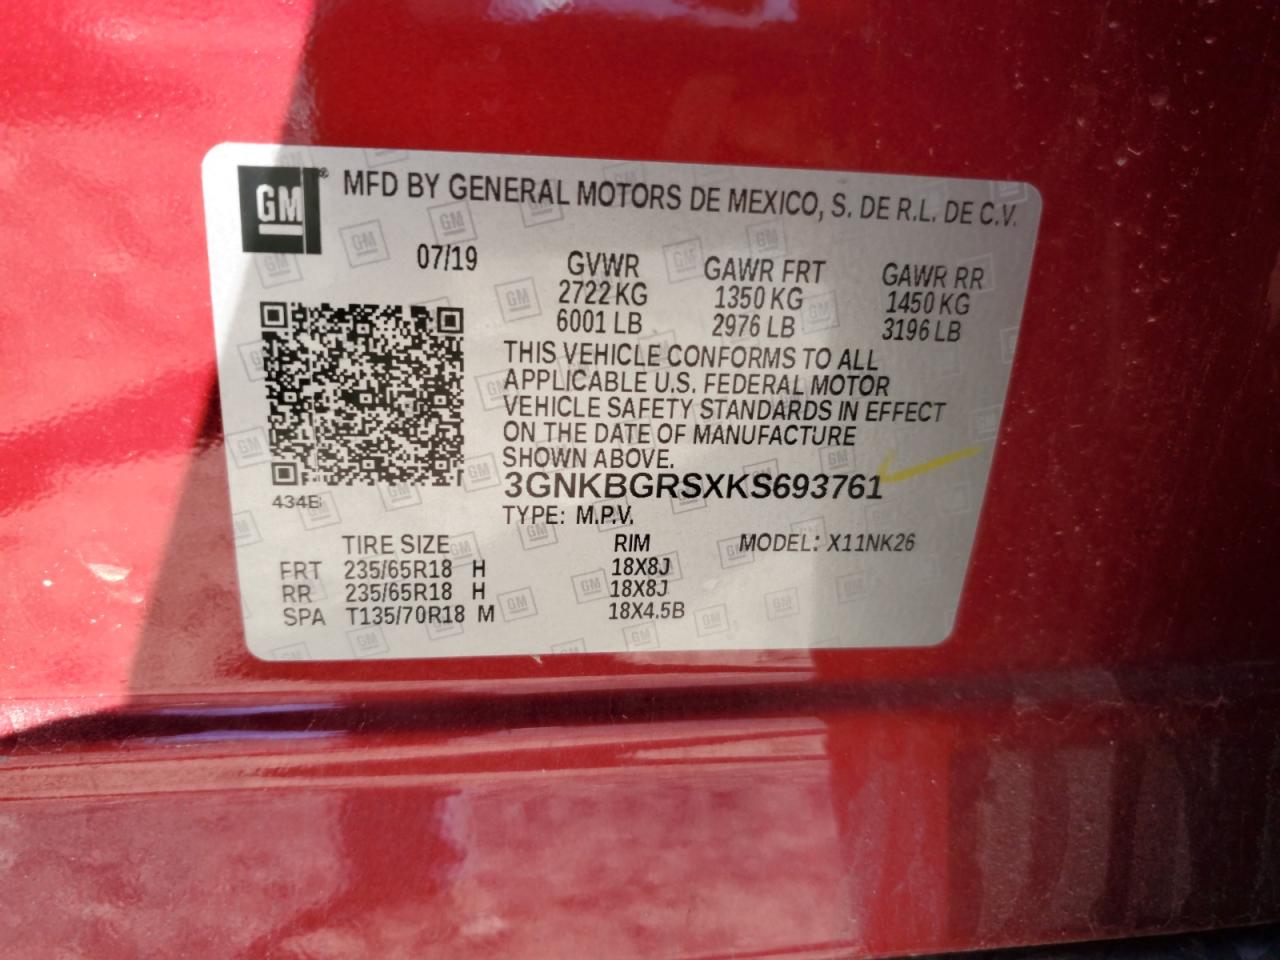 GM® MFD BY GENERAL MOTORS DE MEXICO, S. DE R.L. DE C.V.
07/19 GVWR GAWR FRT GAWR RR
2722 KG 1350 KG 1450 KG
6001 LB 2976 LB 3196 LB
THIS VEHICLE CONFORMS TO ALL
APPLICABLE U.S. FEDERAL MOTOR
VEHICLE SAFETY STANDARDS IN EFFECT
ON THE DATE OF MANUFACTURE
SHOWN ABOVE.
3GNKBGRSXKS693761
434E
TYPE: M.P.V.
TIRE SIZE RIM MODEL: X11NK26
FRT 235/65R18 H 18X8J
RR 235/65R18 H 18X8J
SPA T135/70R18 M 18X4.5B